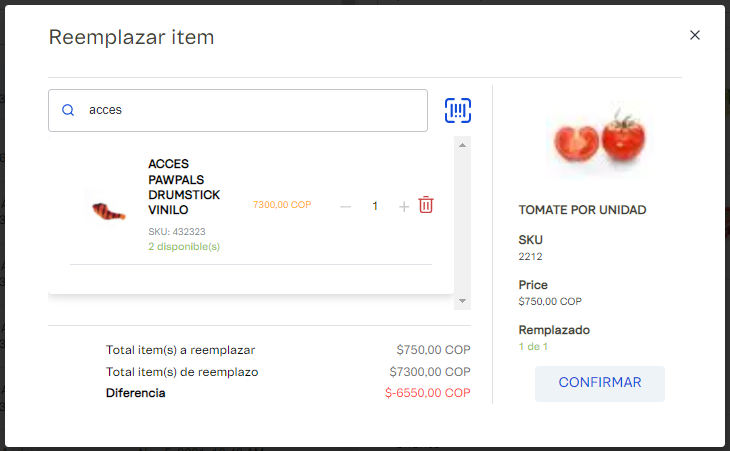 Reemplazar item
acces
ACCES
PAWPALS
DRUMSTICK
VINILO
7300,00 COP
1
SKU: 432323
2 disponible(s)
Total item(s) a reemplazar $750,00 COP
Total item(s) de reemplazo $7300,00 COP
Diferencia $-6550,00 COP
TOMATE POR UNIDAD
SKU
2212
Price
$750,00 COP
Remplazado
1 de 1
CONFIRMAR